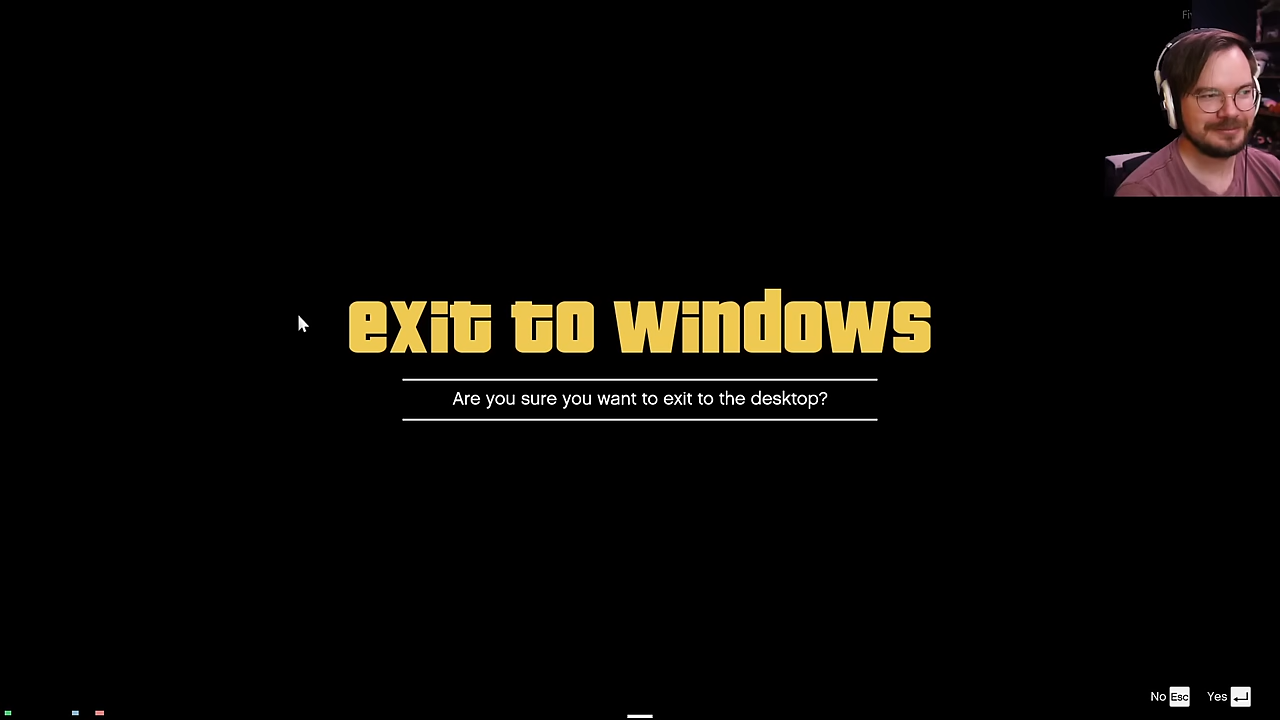 exit to windows
Are you sure you want to exit to the desktop?
No Esc Yes